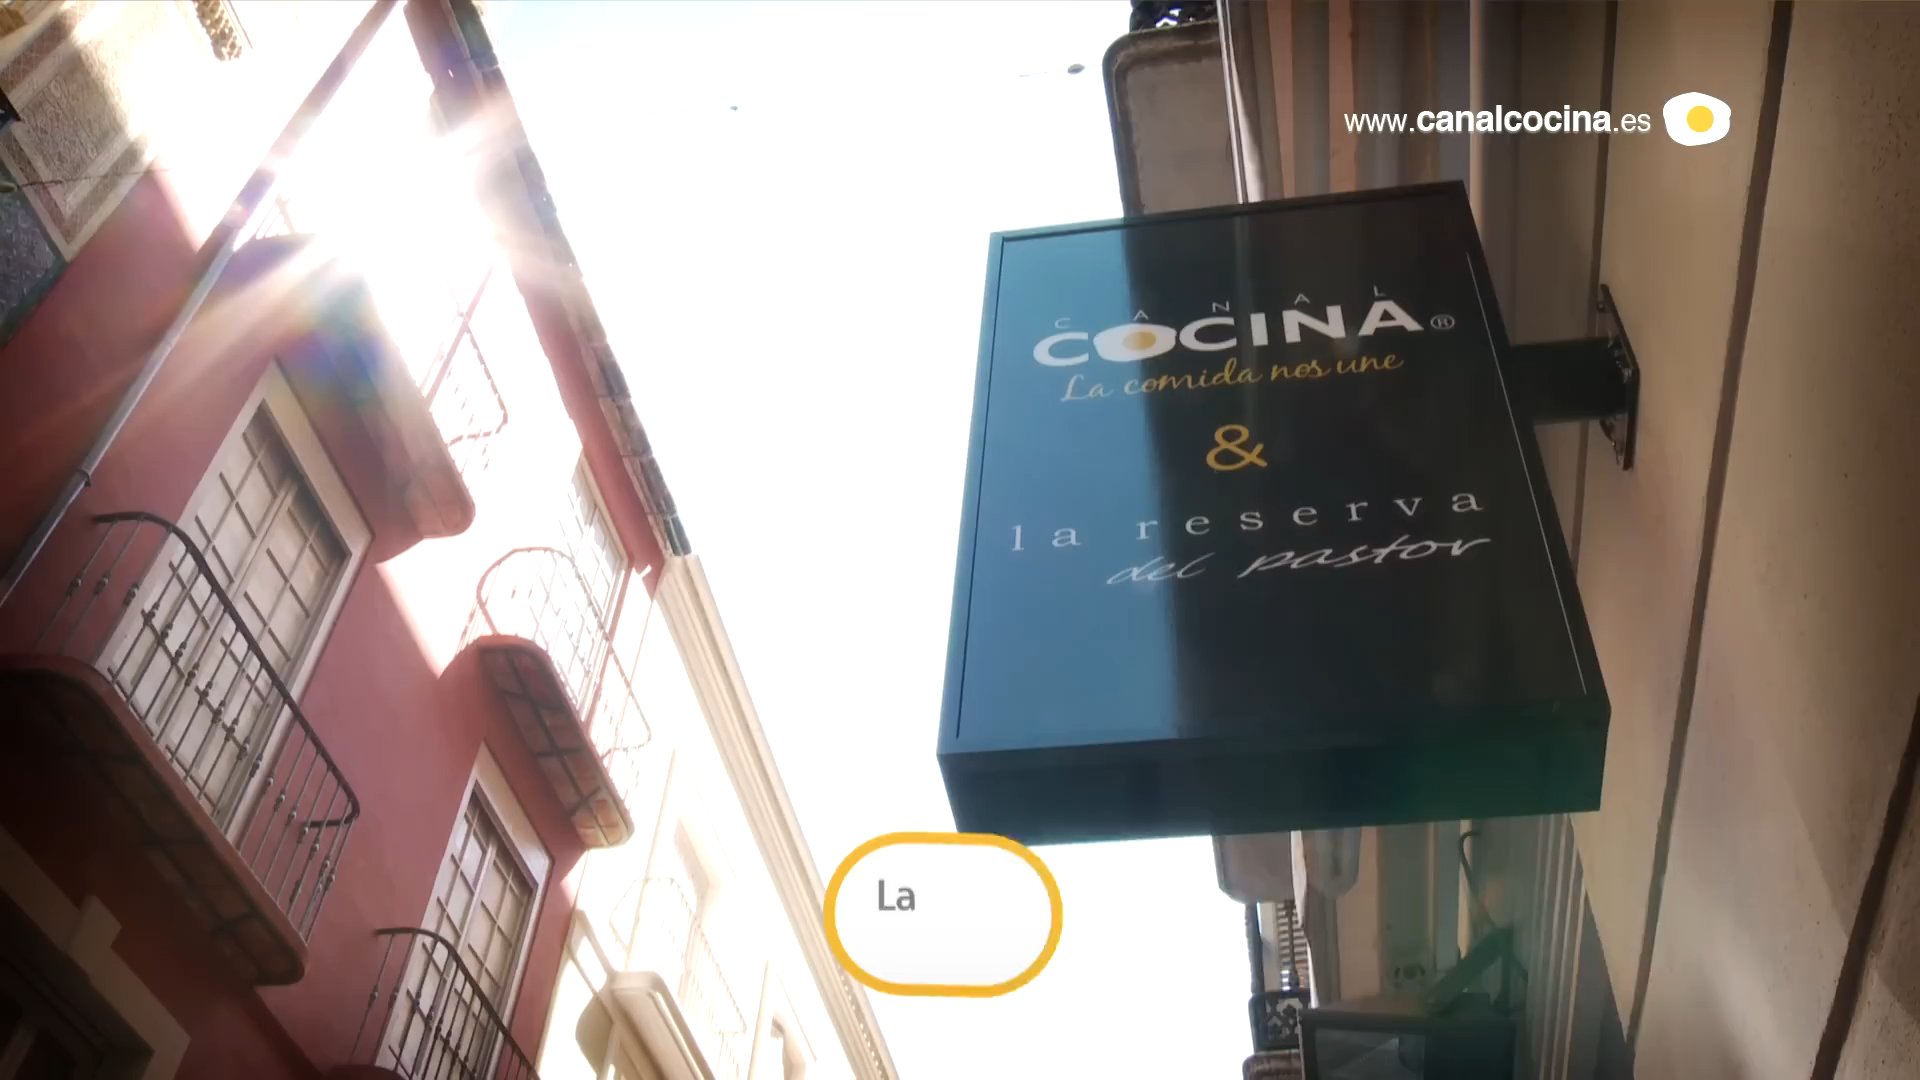 www.canalcocina.es
CANAL
COCINA®
La comida nos une
&
la reserva
del pastor
La